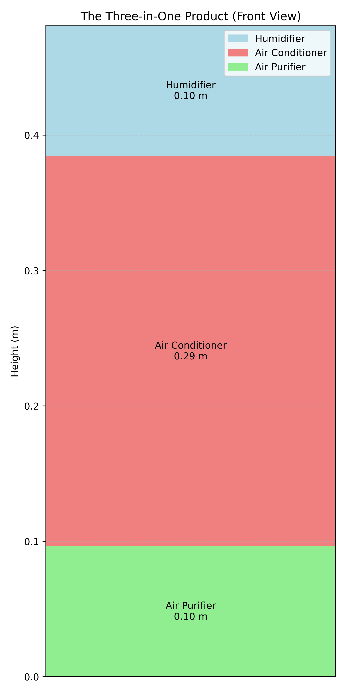 The Three-in-One Product (Front View)
Humidifier
Air Conditioner
Air Purifier
Humidifier
0.10 m
0.4
0.3
Air Conditioner
0.29 m
Height (m)
0.2
0.1
Air Purifier
0.10 m
0.0